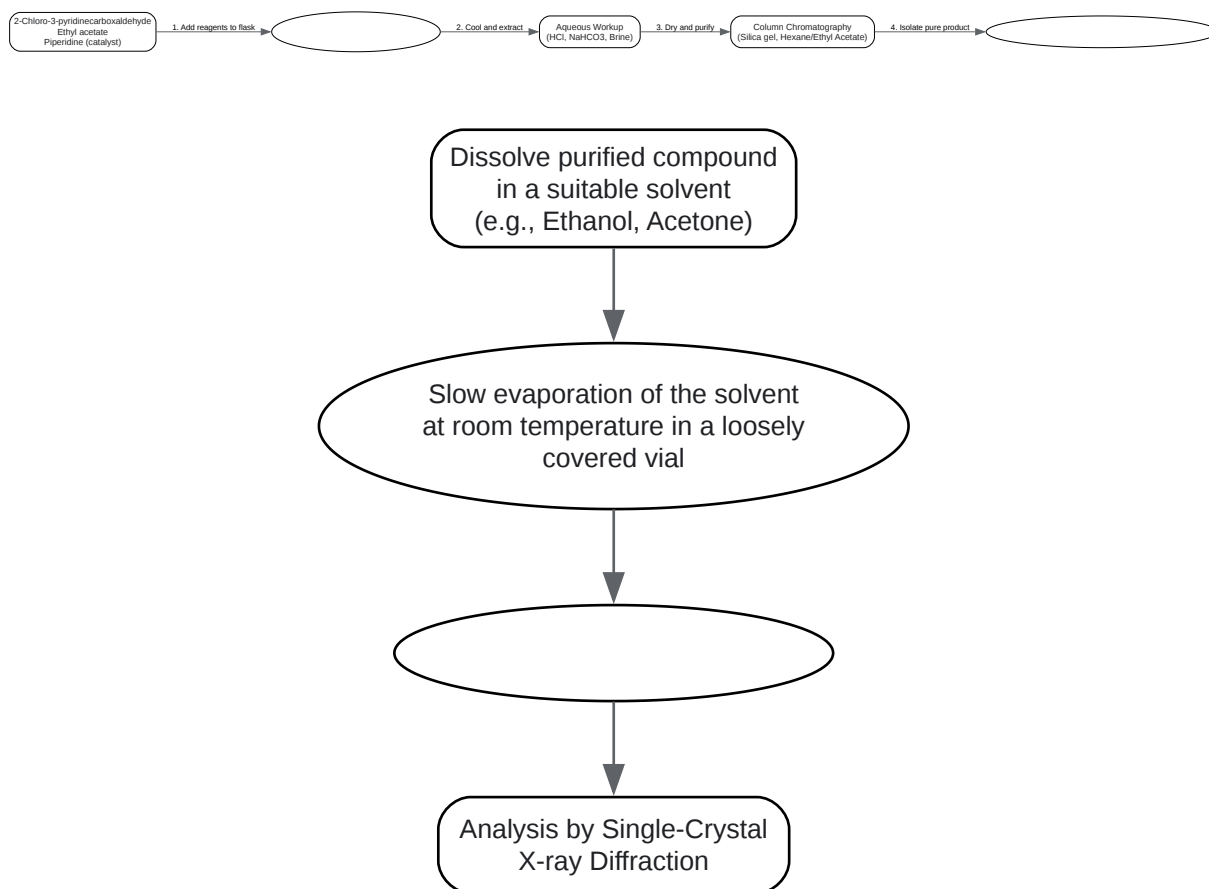 2-Chloro-3-pyridinecarboxaldehyde
Ethyl acetate
Piperidine (catalyst)
1. Add reagents to flask
2. Cool and extract
Aqueous Workup
(HCl, NaHCO3, Brine)
3. Dry and purify
Column Chromatography
(Silica gel, Hexane/Ethyl Acetate)
4. Isolate pure product
Dissolve purified compound
in a suitable solvent
(e.g., Ethanol, Acetone)
Slow evaporation of the solvent
at room temperature in a loosely
covered vial
Analysis by Single-Crystal
X-ray Diffraction